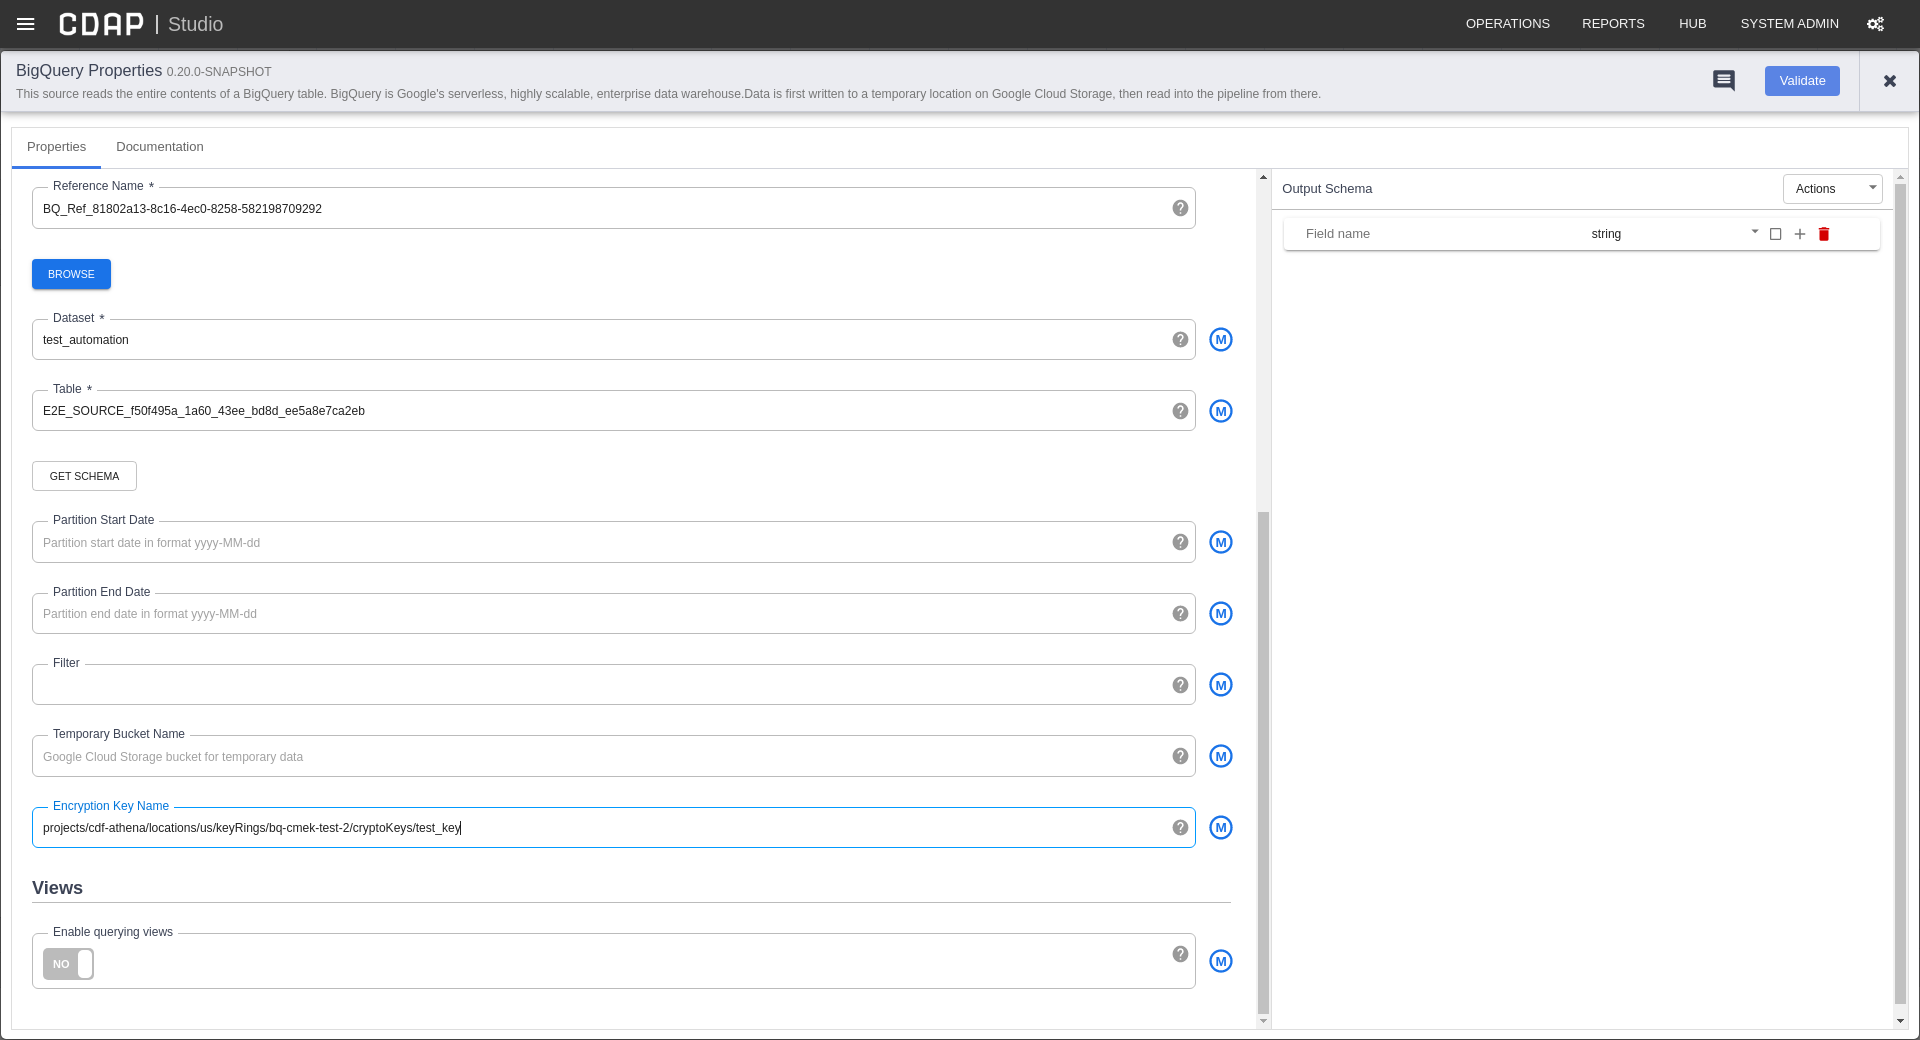 CDAP | Studio
OPERATIONS REPORTS HUB SYSTEM ADMIN
BigQuery Properties 0.20.0-SNAPSHOT
This source reads the entire contents of a BigQuery table. BigQuery is Google's serverless, highly scalable, enterprise data warehouse.Data is first written to a temporary location on Google Cloud Storage, then read into the pipeline from there.
Validate
Properties Documentation
Reference Name *
BQ_Ref_81802a13-8c16-4ec0-8258-582198709292
BROWSE
Dataset *
test_automation
M
Table *
E2E_SOURCE_f50f495a_1a60_43ee_bd8d_ee5a8e7ca2eb
M
GET SCHEMA
Partition Start Date
Partition start date in format yyyy-MM-dd
M
Partition End Date
Partition end date in format yyyy-MM-dd
M
Filter
M
Temporary Bucket Name
Google Cloud Storage bucket for temporary data
M
Encryption Key Name
projects/cdf-athena/locations/us/keyRings/bq-cmek-test-2/cryptoKeys/test_key
M
Views
Enable querying views
NO
M
Output Schema
Actions
Field name string